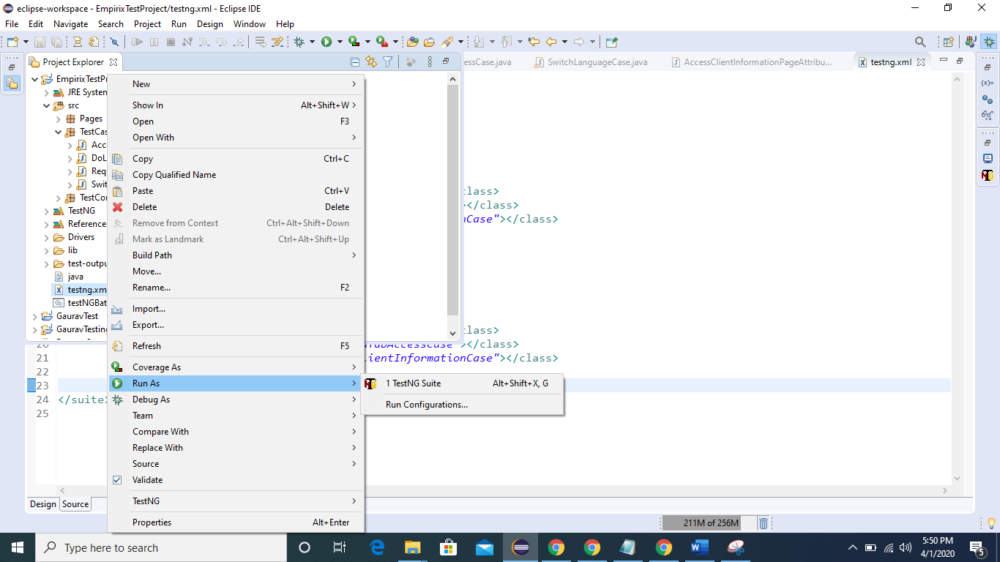 eclipse-workspace - EmpirixTestProject/testng.xml - Eclipse IDE
File Edit Navigate Search Project Run Design Window Help
Project Explorer
essCase.java
SwitchLanguageCase.java
AccessClientInformationPageAttribu...
testng.xml
EmpirixTestPr
JRE System
src
Pages
TestCas
Acc
DoL
Req
Swit
TestCor
TestNG
Reference
Drivers
lib
test-outpu
java
testng.xm
testNGBat
GauravTest
GauravTesting
New
Show In Alt+Shift+W
Open F3
Open With
Copy Ctrl+C
Copy Qualified Name
Paste Ctrl+V
Delete Delete
Remove from Context Ctrl+Alt+Shift+Down
Mark as Landmark Ctrl+Alt+Shift+Up
Build Path
Move...
Rename... F2
Import...
Export...
Refresh F5
Coverage As
Run As
Debug As
Team
Compare With
Replace With
Source
Validate
TestNG
Properties Alt+Enter
1 TestNG Suite Alt+Shift+X, G
Run Configurations...
class>
></class>
nCase"></class>
class>
AccessCase"></class>
21 ientInformationCase"></class>
22
23
24 </suite>
25
(x)=
Design Source
211M of 256M
Type here to search
5:50 PM
4/1/2020
5